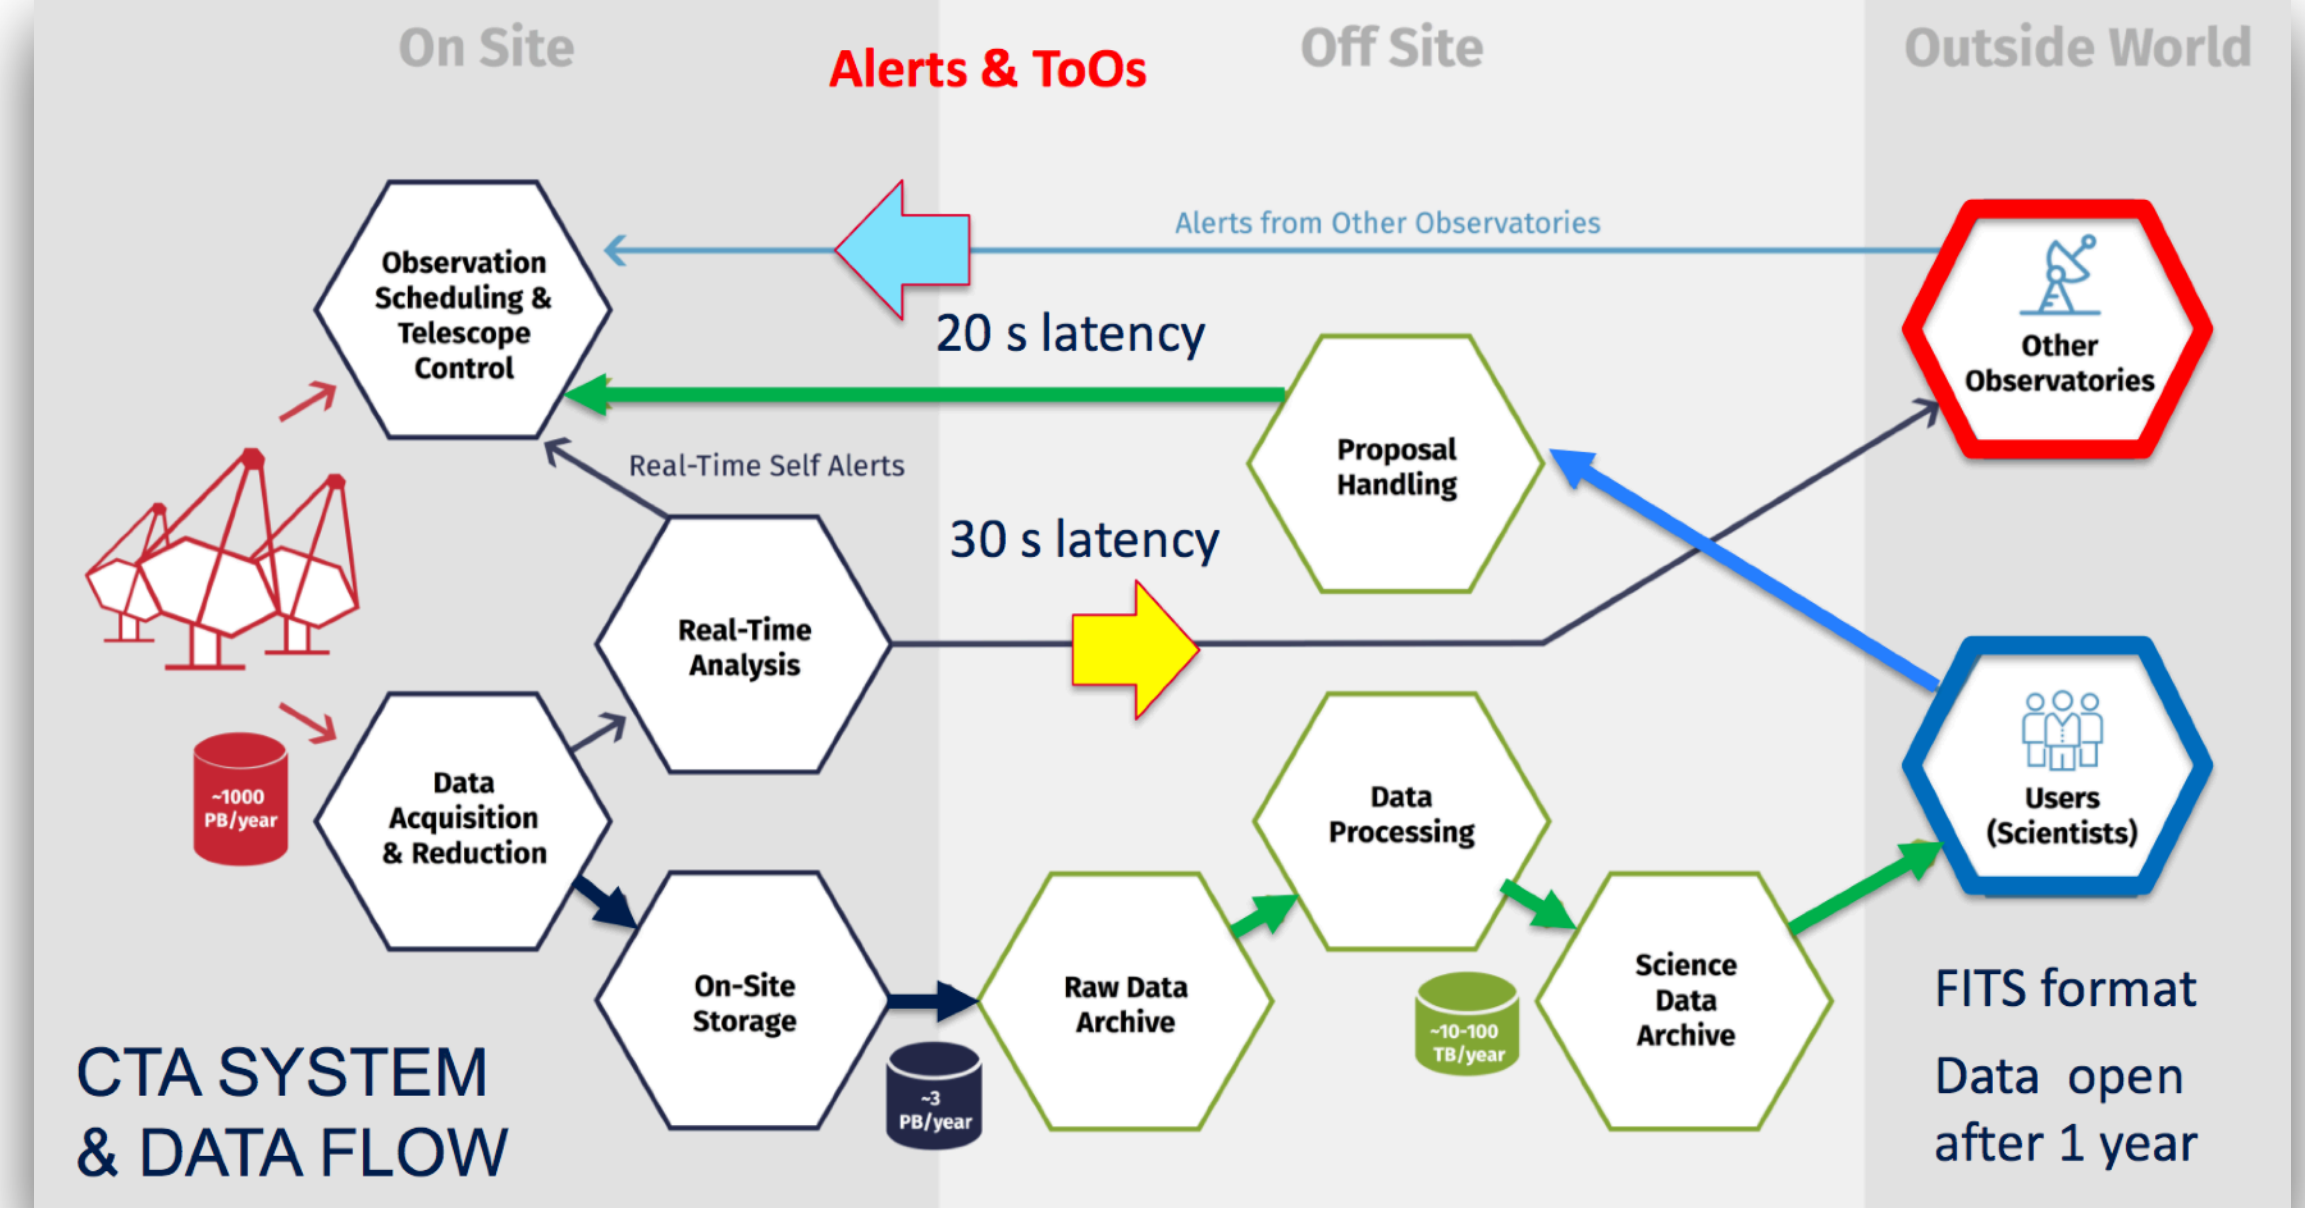 On Site
Off Site
Outside World
Alerts & ToOs
Alerts from Other Observatories
Observation
Scheduling &
Telescope
Control
20 s latency
Other
Observatories
Real-Time Self Alerts
Proposal
Handling
30 s latency
Real-Time
Analysis
~1000
PB/year
Data
Acquisition
& Reduction
Data
Processing
Users
(Scientists)
On-Site
Storage
Raw Data
Archive
~10-100
TB/year
Science
Data
Archive
~3
PB/year
FITS format
Data open
after 1 year
CTA SYSTEM
& DATA FLOW